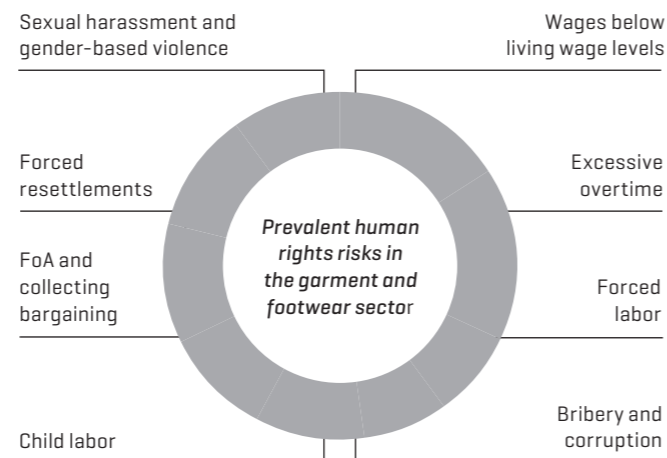 Sexual harassment and
gender-based violence
Wages below
living wage levels
Forced
resettlements
Excessive
overtime
Prevalent human
rights risks in
the garment and
footwear sector
FoA and
collecting
bargaining
Forced
labor
Child labor
Bribery and
corruption